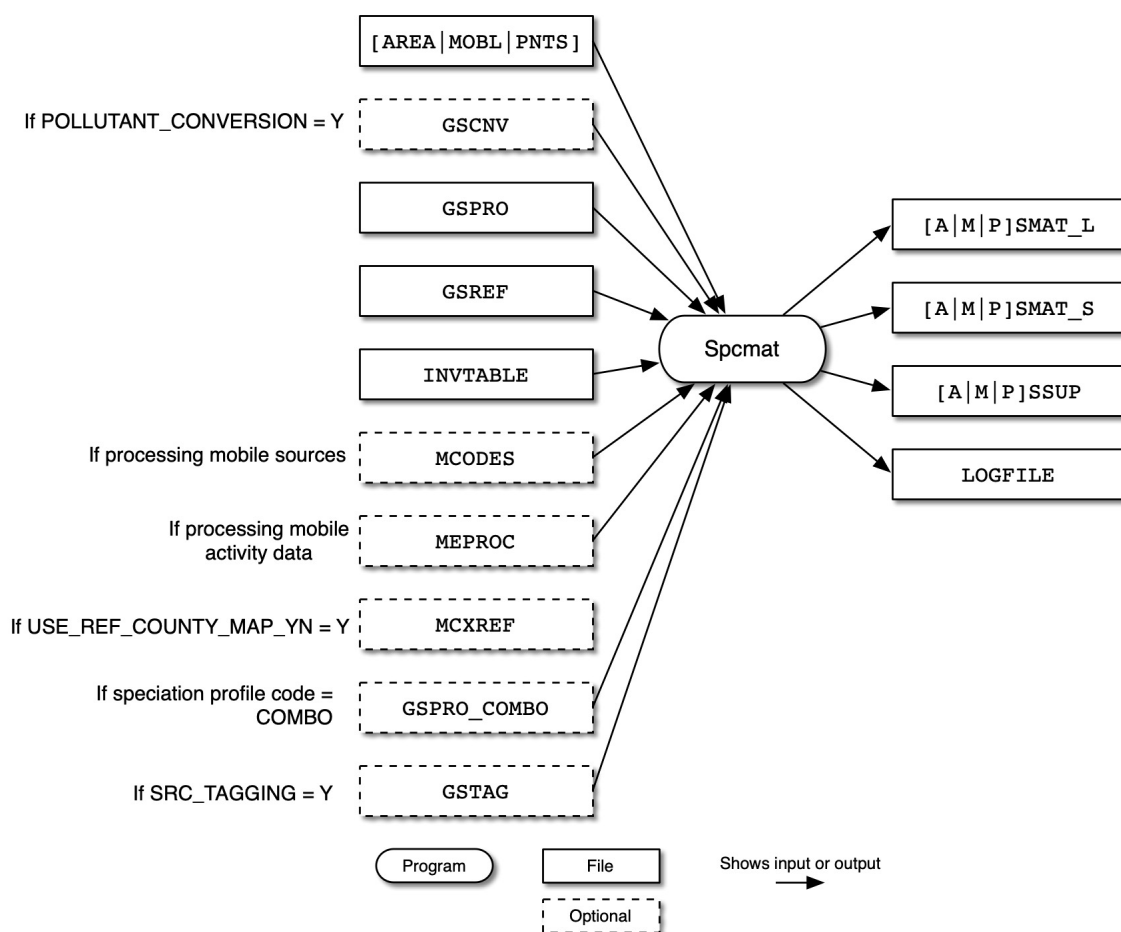 [AREA|MOBL|PNTS]
If POLLUTANT_CONVERSION = Y
GSCNV
GSPRO
GSREF
INVTABLE
If processing mobile sources
MCODES
If processing mobile
activity data
MEPROC
If USE_REF_COUNTY_MAP_YN = Y
MCXREF
If speciation profile code =
COMBO
GSPRO_COMBO
If SRC_TAGGING = Y
GSTAG
Spcmat
[A|M|P]SMAT_L
[A|M|P]SMAT_S
[A|M|P]SSUP
LOGFILE
Program
File
Optional
Shows input or output